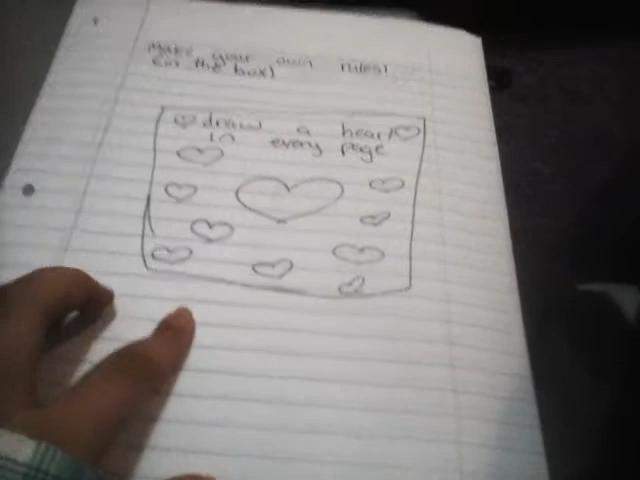 Make your own rules!
(in the box)
draw a heart
in every page